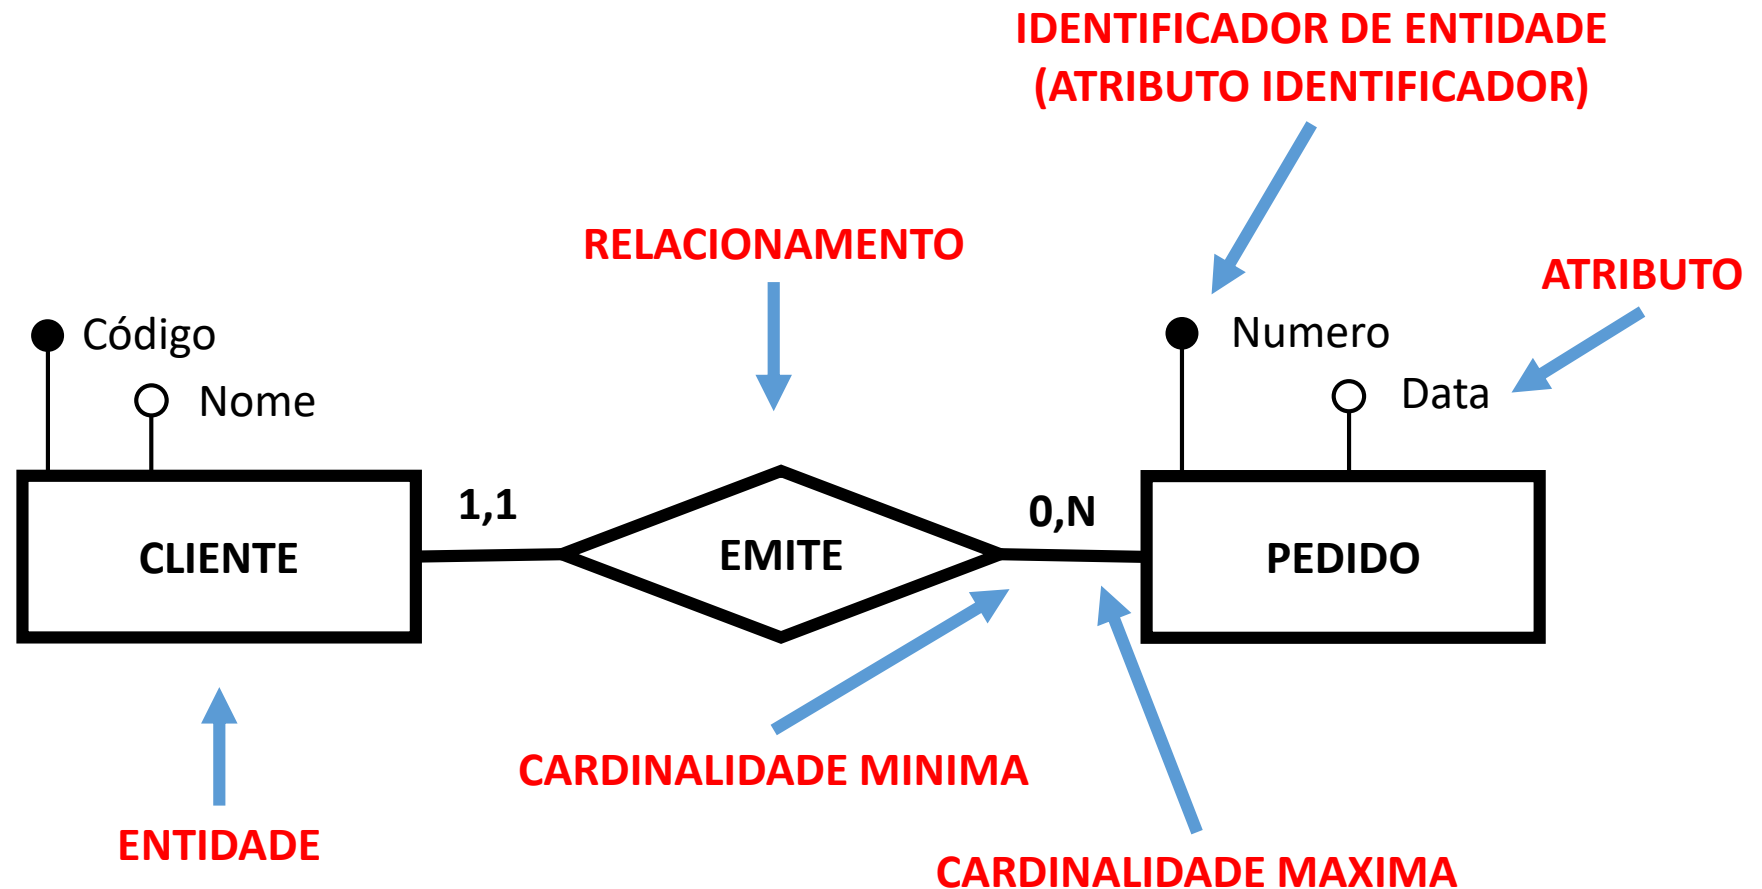 IDENTIFICADOR DE ENTIDADE
(ATRIBUTO IDENTIFICADOR)
RELACIONAMENTO
ATRIBUTO
Código
Numero
Nome
Data
1,1
0,N
CLIENTE
EMITE
PEDIDO
CARDINALIDADE MINIMA
ENTIDADE
CARDINALIDADE MAXIMA